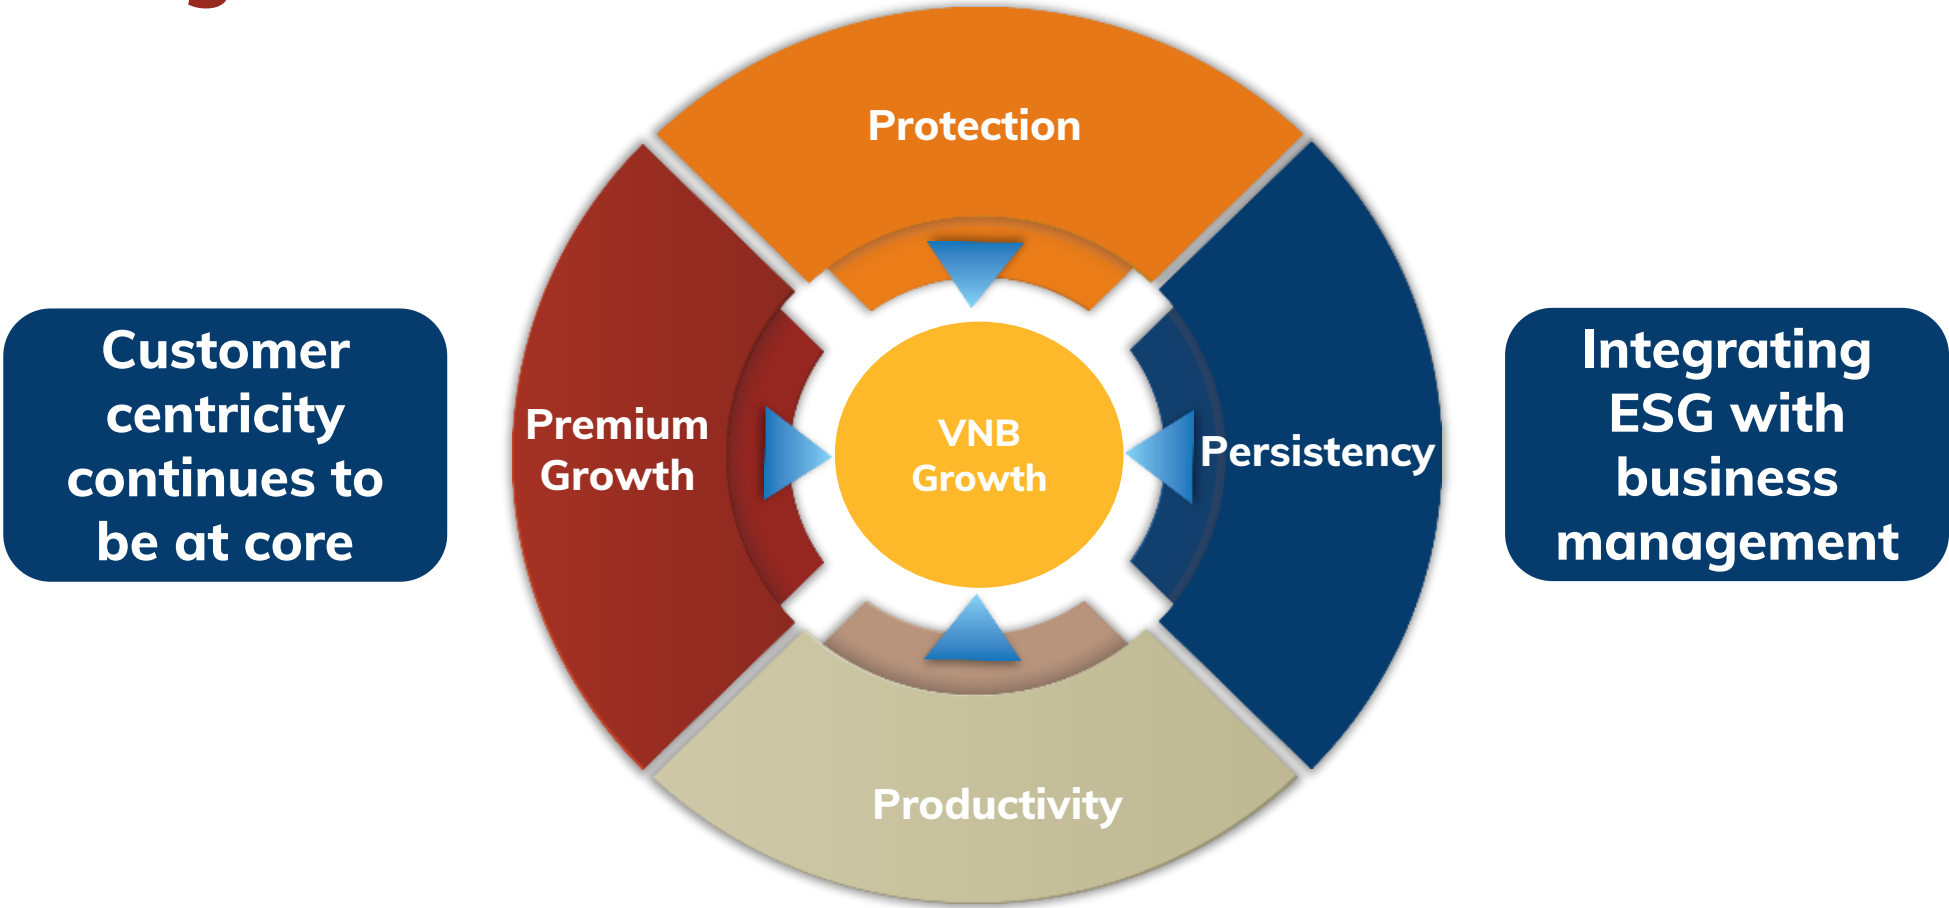 Protection
Customer
centricity
continues to
be at core
Premium
Growth
VNB
Growth
Persistency
Integrating
ESG with
business
management
Productivity